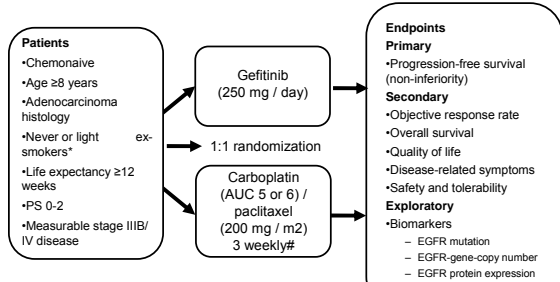 Patients
•Chemonaive
•Age ≥8 years
•Adenocarcinoma
histology
•Never or light ex-
smokers*
•Life expectancy ≥12
weeks
•PS 0-2
•Measurable stage IIIB/
IV disease
Gefitinib
(250 mg / day)
1:1 randomization
Carboplatin
(AUC 5 or 6) /
paclitaxel
(200 mg / m2)
3 weekly#
Endpoints
Primary
•Progression-free survival
(non-inferiority)
Secondary
•Objective response rate
•Overall survival
•Quality of life
•Disease-related symptoms
•Safety and tolerability
Exploratory
•Biomarkers
– EGFR mutation
– EGFR-gene-copy number
– EGFR protein expression